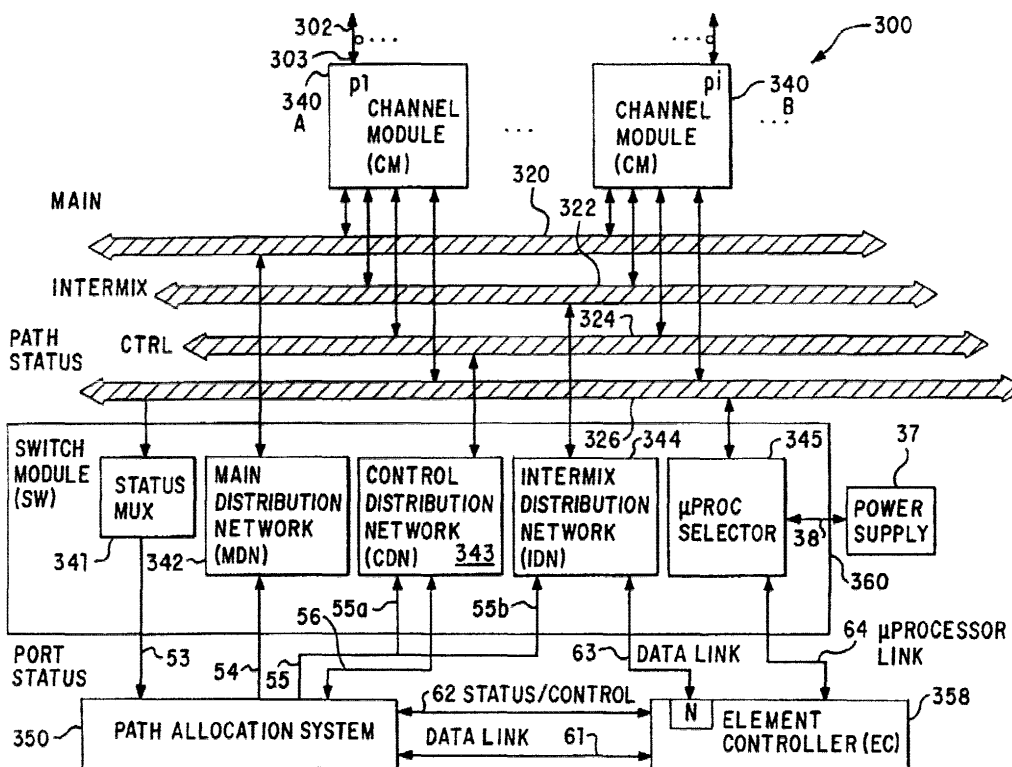 302
303
300
p1
340
A
CHANNEL
MODULE
(CM)
pi
340
B
CHANNEL
MODULE
(CM)
MAIN
320
322
INTERMIX
324
PATH
STATUS
CTRL
326
344
345
37
SWITCH
MODULE
(SW)
STATUS
MUX
MAIN
DISTRIBUTION
NETWORK
(MDN)
CONTROL
DISTRIBUTION
NETWORK
(CDN)
343
INTERMIX
DISTRIBUTION
NETWORK
(IDN)
µPROC
SELECTOR
38
POWER
SUPPLY
341
342
360
55a
55b
56
PORT
STATUS
53
54
55
63
DATA LINK
64
µPROCESSOR
LINK
62 STATUS/CONTROL
350
PATH ALLOCATION SYSTEM
DATA LINK
61
N
ELEMENT
CONTROLLER (EC)
358